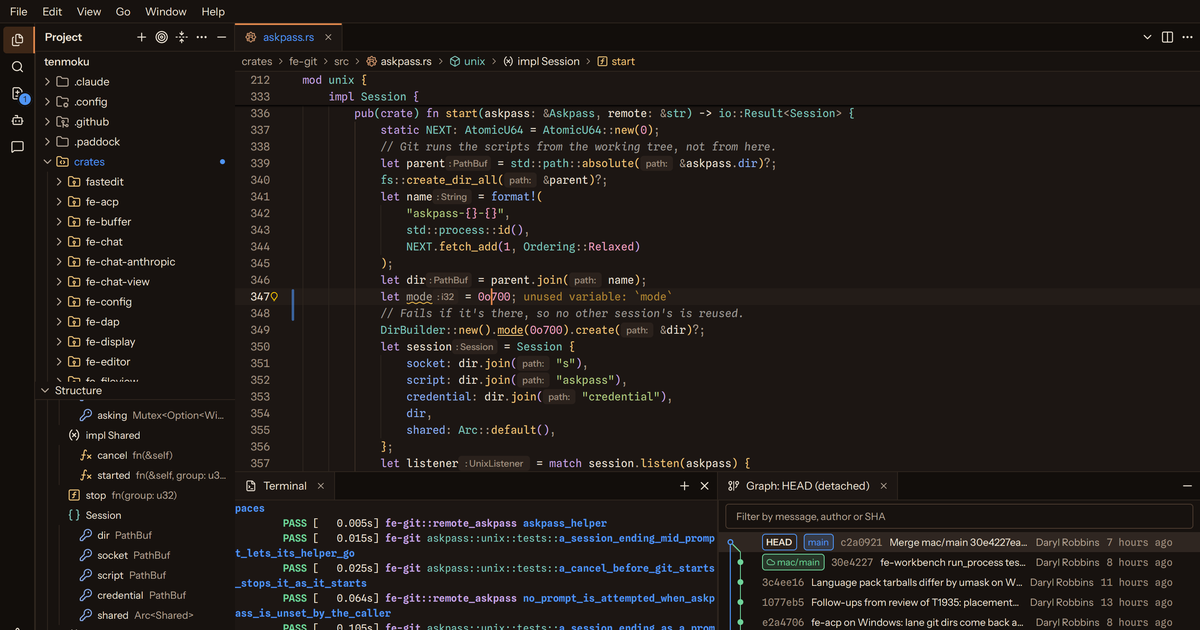 File Edit View Go Window Help
Project
askpass.rs
tenmoku
.claude
.config
.github
.paddock
crates
fastedit
fe-acp
fe-buffer
fe-chat
fe-chat-anthropic
fe-chat-view
fe-config
fe-dap
fe-display
fe-editor
1
Structure
asking Mutex<Option<Wi...
impl Shared
cancel fn(&self)
started fn(&self, group: u3...
stop fn(group: u32)
Session
dir PathBuf
socket PathBuf
script PathBuf
credential PathBuf
shared Arc<Shared>
crates > fe-git > src > askpass.rs > unix > impl Session > start
212 mod unix {
333 impl Session {
336 pub(crate) fn start(askpass: &Askpass, remote: &str) -> io::Result<Session> {
337 static NEXT: AtomicU64 = AtomicU64::new(0);
338 // Git runs the scripts from the working tree, not from here.
339 let parent : PathBuf = std::path::absolute( path: &askpass.dir)?;
340 fs::create_dir_all( path: &parent)?;
341 let name : String = format!(
342 "askpass-{}-{}",
343 std::process::id(),
344 NEXT.fetch_add(1, Ordering::Relaxed)
345 );
346 let dir : PathBuf = parent.join( path: name);
347 let mode : i32 = 0o700; unused variable: `mode`
348 // Fails if it's there, so no other session's is reused.
349 DirBuilder::new().mode(0o700).create( path: &dir)?;
350 let session : Session = Session {
351 socket: dir.join( path: "s"),
352 script: dir.join( path: "askpass"),
353 credential: dir.join( path: "credential"),
354 dir,
355 shared: Arc::default(),
356 };
357 let listener : UnixListener = match session.listen(askpass) {
Terminal
paces
PASS [ 0.005s] fe-git::remote_askpass askpass_helper
PASS [ 0.015s] fe-git askpass::unix::tests::a_session_ending_mid_promp
t_lets_its_helper_go
PASS [ 0.025s] fe-git askpass::unix::tests::a_cancel_before_git_starts
_stops_it_as_it_starts
PASS [ 0.064s] fe-git::remote_askpass no_prompt_is_attempted_when_askp
ass_is_unset_by_the_caller
PASS [ 0.105s] fe-git askpass::unix::tests::a_session_ending_as_a_prom
Graph: HEAD (detached)
Filter by message, author or SHA
HEAD main c2a0921 Merge mac/main 30e4227ea... Daryl Robbins 7 hours ago
mac/main 30e4227 fe-workbench run_process tes... Daryl Robbins 8 hours ago
3c4ee16 Language pack tarballs differ by umask on W... Daryl Robbins 11 hours ago
1077eb5 Follow-ups from review of T1935: placement... Daryl Robbins 13 hours ago
e2a4706 fe-acp on Windows: lane git dirs come back a... Daryl Robbins 8 hours ago